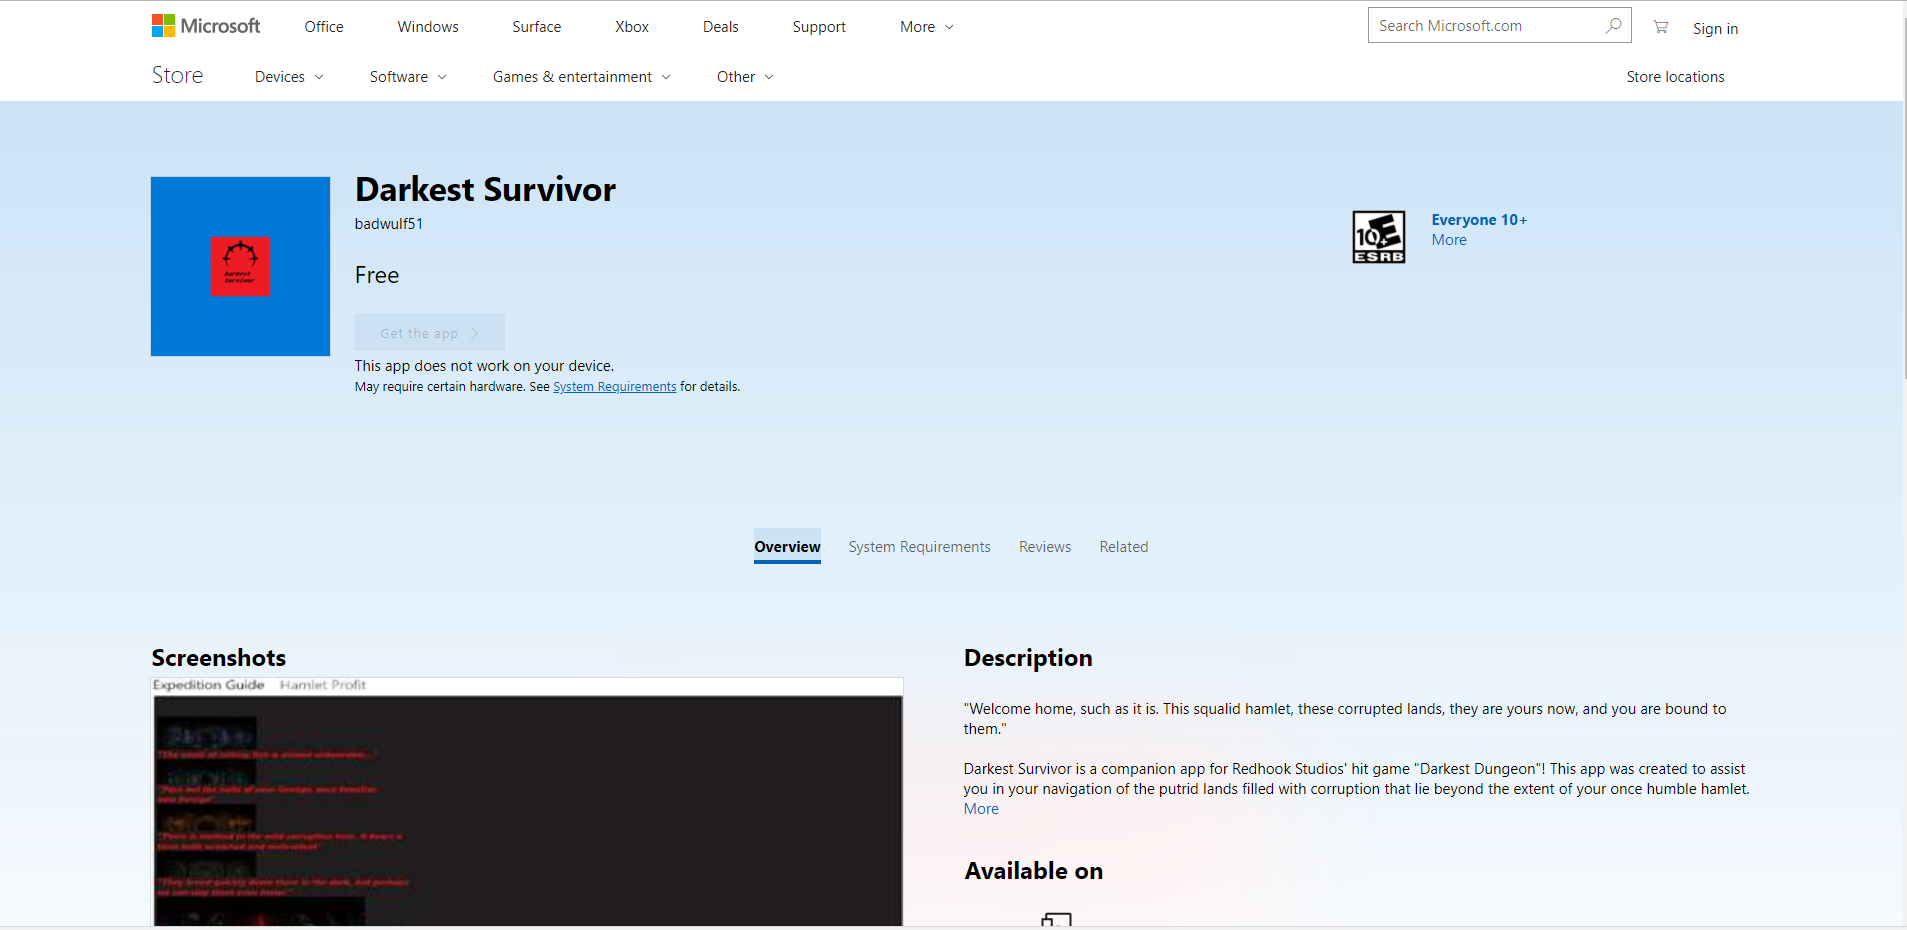 Microsoft
Office
Windows
Surface
Xbox
Deals
Support
More
Search Microsoft.com
Sign in
Store
Devices
Software
Games & entertainment
Other
Store locations
Darkest Survivor
badwulf51
Free
Get the app
This app does not work on your device.
May require certain hardware. See System Requirements for details.
Darkest
Survivor
10+
E
ESRB
Everyone 10+
More
Overview
System Requirements
Reviews
Related
Screenshots
Expedition Guide
Hamlet Profit
Description
"Welcome home, such as it is. This squalid hamlet, these corrupted lands, they are yours now, and you are bound to
them."
Darkest Survivor is a companion app for Redhook Studios' hit game "Darkest Dungeon"! This app was created to assist
you in your navigation of the putrid lands filled with corruption that lie beyond the extent of your once humble hamlet.
More
Available on